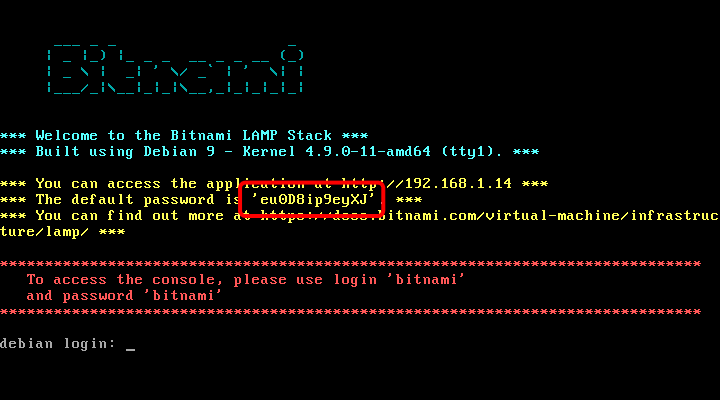 Bitnami
*** Welcome to the Bitnami LAMP Stack ***
*** Built using Debian 9 - Kernel 4.9.0-11-amd64 (tty1). ***
*** You can access the application at http://192.168.1.14 ***
*** The default password is 'eu0D8ip9eyXJ'. ***
*** You can find out more at https://docs.bitnami.com/virtual-machine/infrastruc
ture/lamp/ ***
*******************************************************************************
To access the console, please use login 'bitnami'
and password 'bitnami'
*******************************************************************************
debian login: _